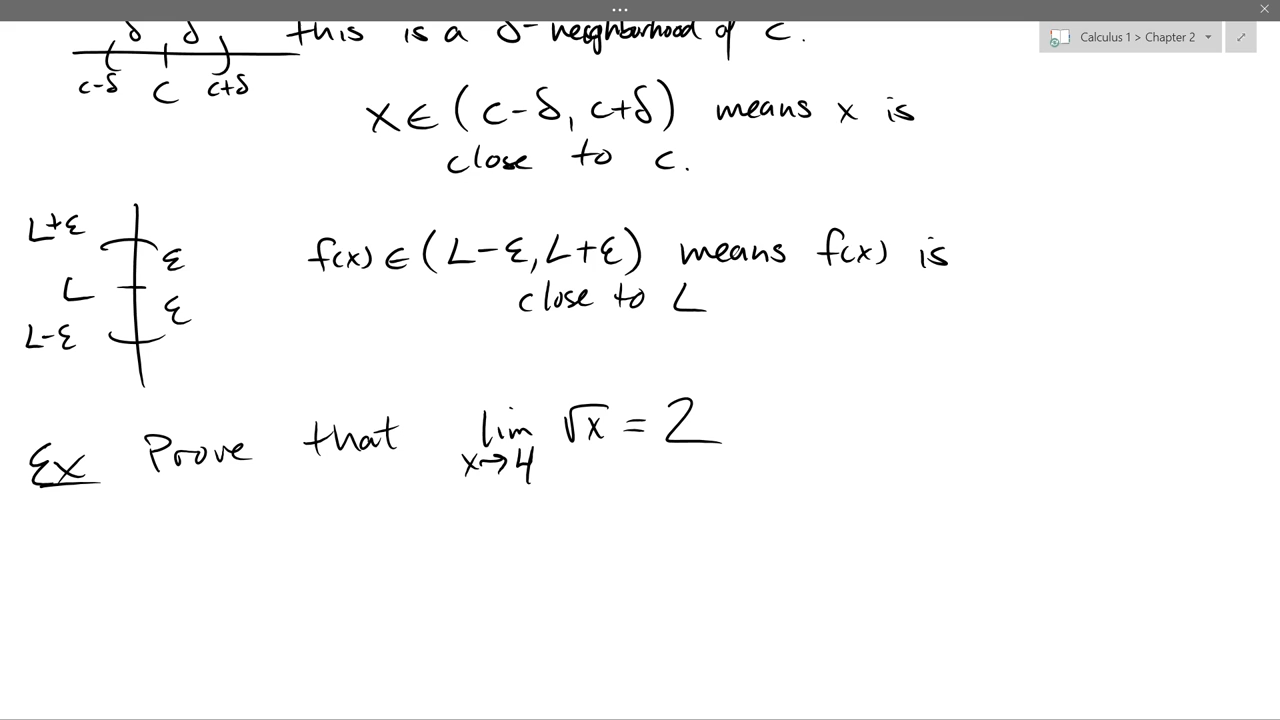 Calculus 1 > Chapter 2
δ δ this is a δ-neighborhood of c.
c-δ c c+δ
x ∈ (c-δ, c+δ) means x is
close to c.
L+ε
ε
L
ε
L-ε
f(x) ∈ (L-ε, L+ε) means f(x) is
close to L
Ex Prove that lim √x = 2
x→4